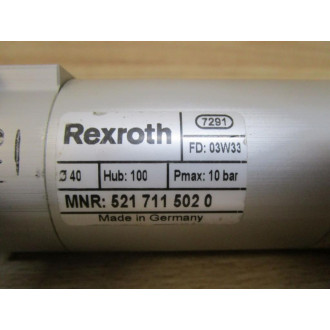 Rexroth
7291
FD: 03W33
Ø 40
Hub: 100
Pmax: 10 bar
MNR: 521 711 502 0
Made in Germany